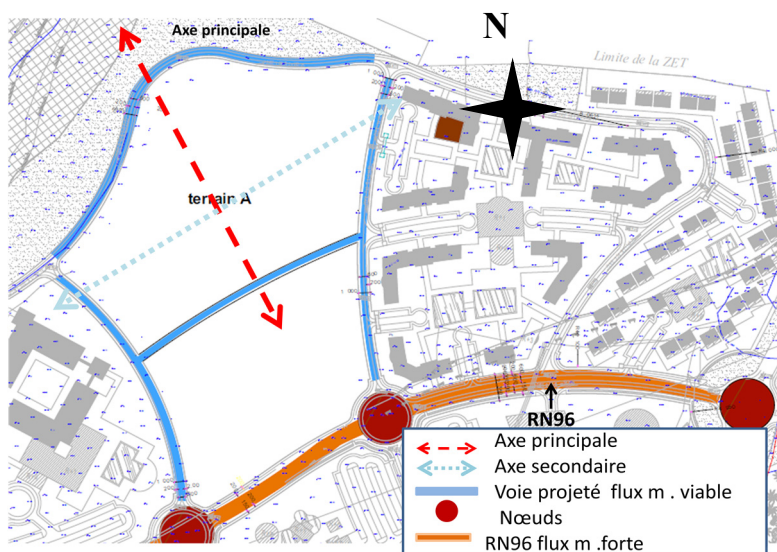 Axe principale
N
Limite de la ZET
terrain A
RN96
Axe principale
Axe secondaire
Voie projeté flux m . viable
Nœuds
RN96 flux m .forte